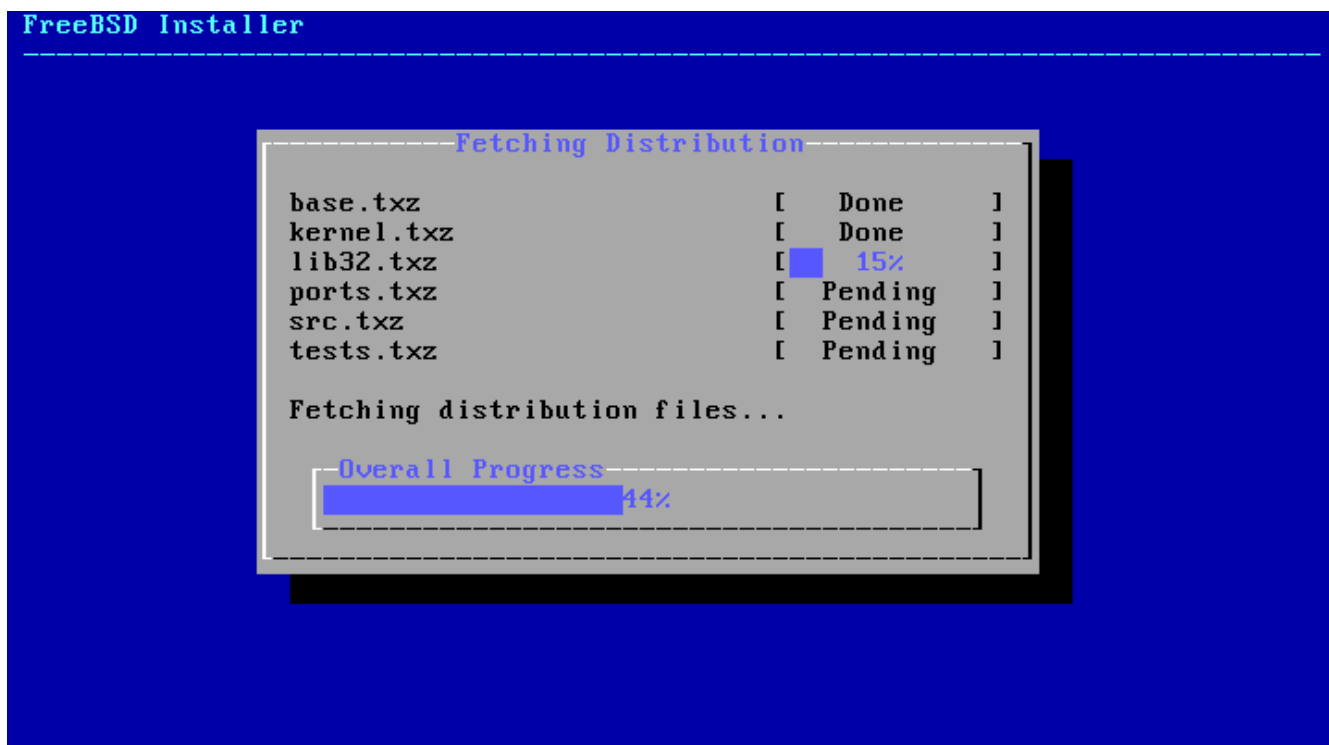 FreeBSD Installer
Fetching Distribution
base.txz [ Done ]
kernel.txz [ Done ]
lib32.txz [ 15% ]
ports.txz [ Pending ]
src.txz [ Pending ]
tests.txz [ Pending ]
Fetching distribution files...
Overall Progress
44%